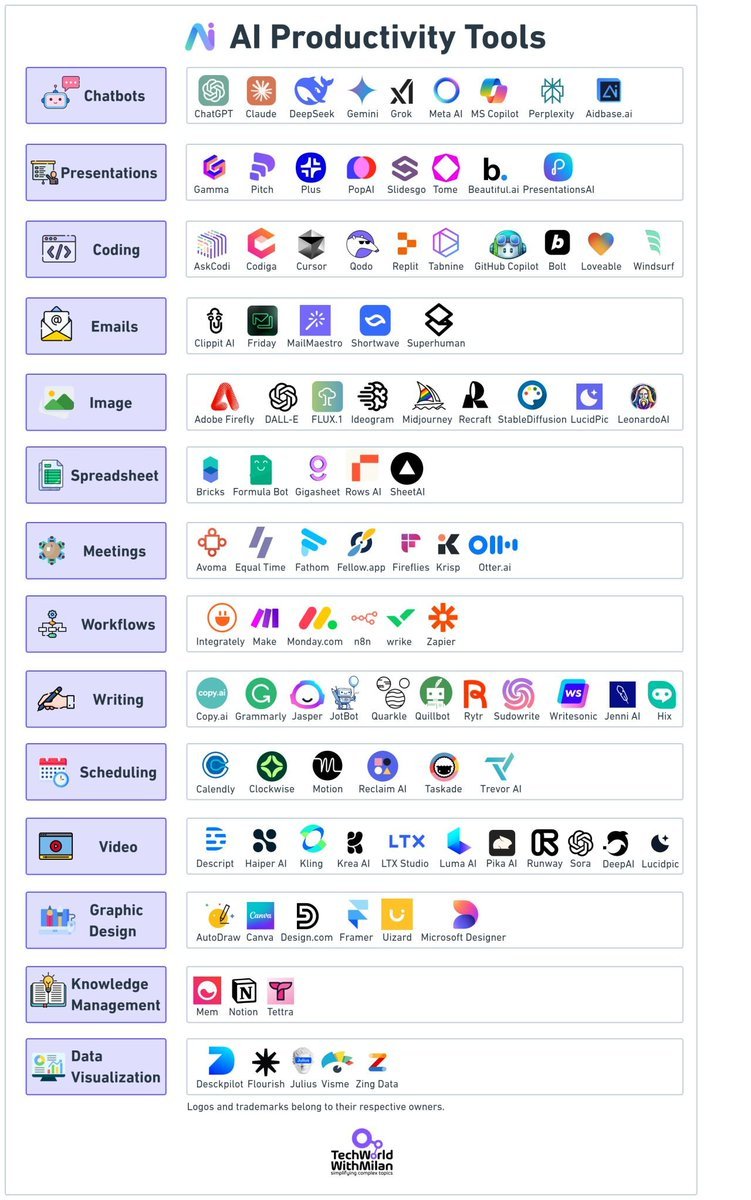 Ai AI Productivity Tools
Chatbots
ChatGPT Claude DeepSeek Gemini Grok Meta AI MS Copilot Perplexity Aidbase.ai
Presentations
Gamma Pitch Plus PopAI Slidesgo Tome Beautiful.ai PresentationsAI
Coding
AskCodi Codiga Cursor Qodo Replit Tabnine GitHub Copilot Bolt Loveable Windsurf
Emails
Clippit AI Friday MailMaestro Shortwave Superhuman
Image
Adobe Firefly DALL-E FLUX.1 Ideogram Midjourney Recraft StableDiffusion LucidPic LeonardoAI
Spreadsheet
Bricks Formula Bot Gigasheet Rows AI SheetAI
Meetings
Avoma Equal Time Fathom Fellow.app Fireflies Krisp Otter.ai
Workflows
Integrately Make Monday.com n8n wrike Zapier
Writing
copy.ai
WS
Copy.ai Grammarly Jasper JotBot Quarkle Quillbot Rytr Sudowrite Writesonic Jenni AI Hix
Scheduling
Calendly Clockwise Motion Reclaim AI Taskade Trevor AI
Video
LTX
Descript Haiper AI Kling Krea AI LTX Studio Luma AI Pika AI Runway Sora DeepAI Lucidpic
Graphic
Design
Canva
AutoDraw Canva Design.com Framer Uizard Microsoft Designer
Knowledge
Management
Mem Notion Tettra
Data
Visualization
Julius
Desckpilot Flourish Julius Visme Zing Data
Logos and trademarks belong to their respective owners.
TechWorld
WithMilan
simplifying complex topics